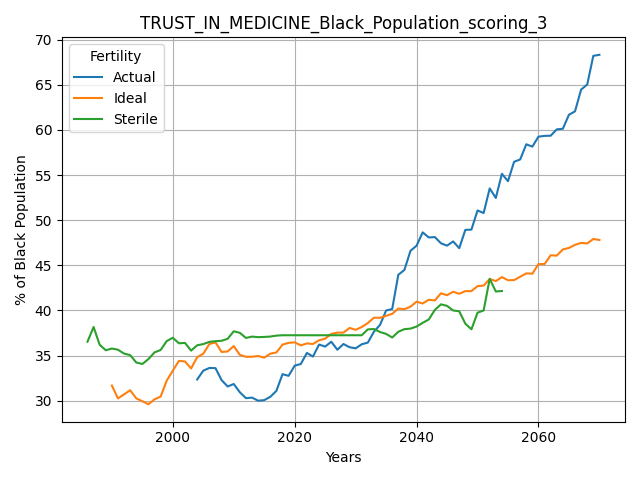 TRUST_IN_MEDICINE_Black_Population_scoring_3
Fertility
Actual
Ideal
Sterile
% of Black Population
70
65
60
55
50
45
40
35
30
2000 2020 2040 2060
Years